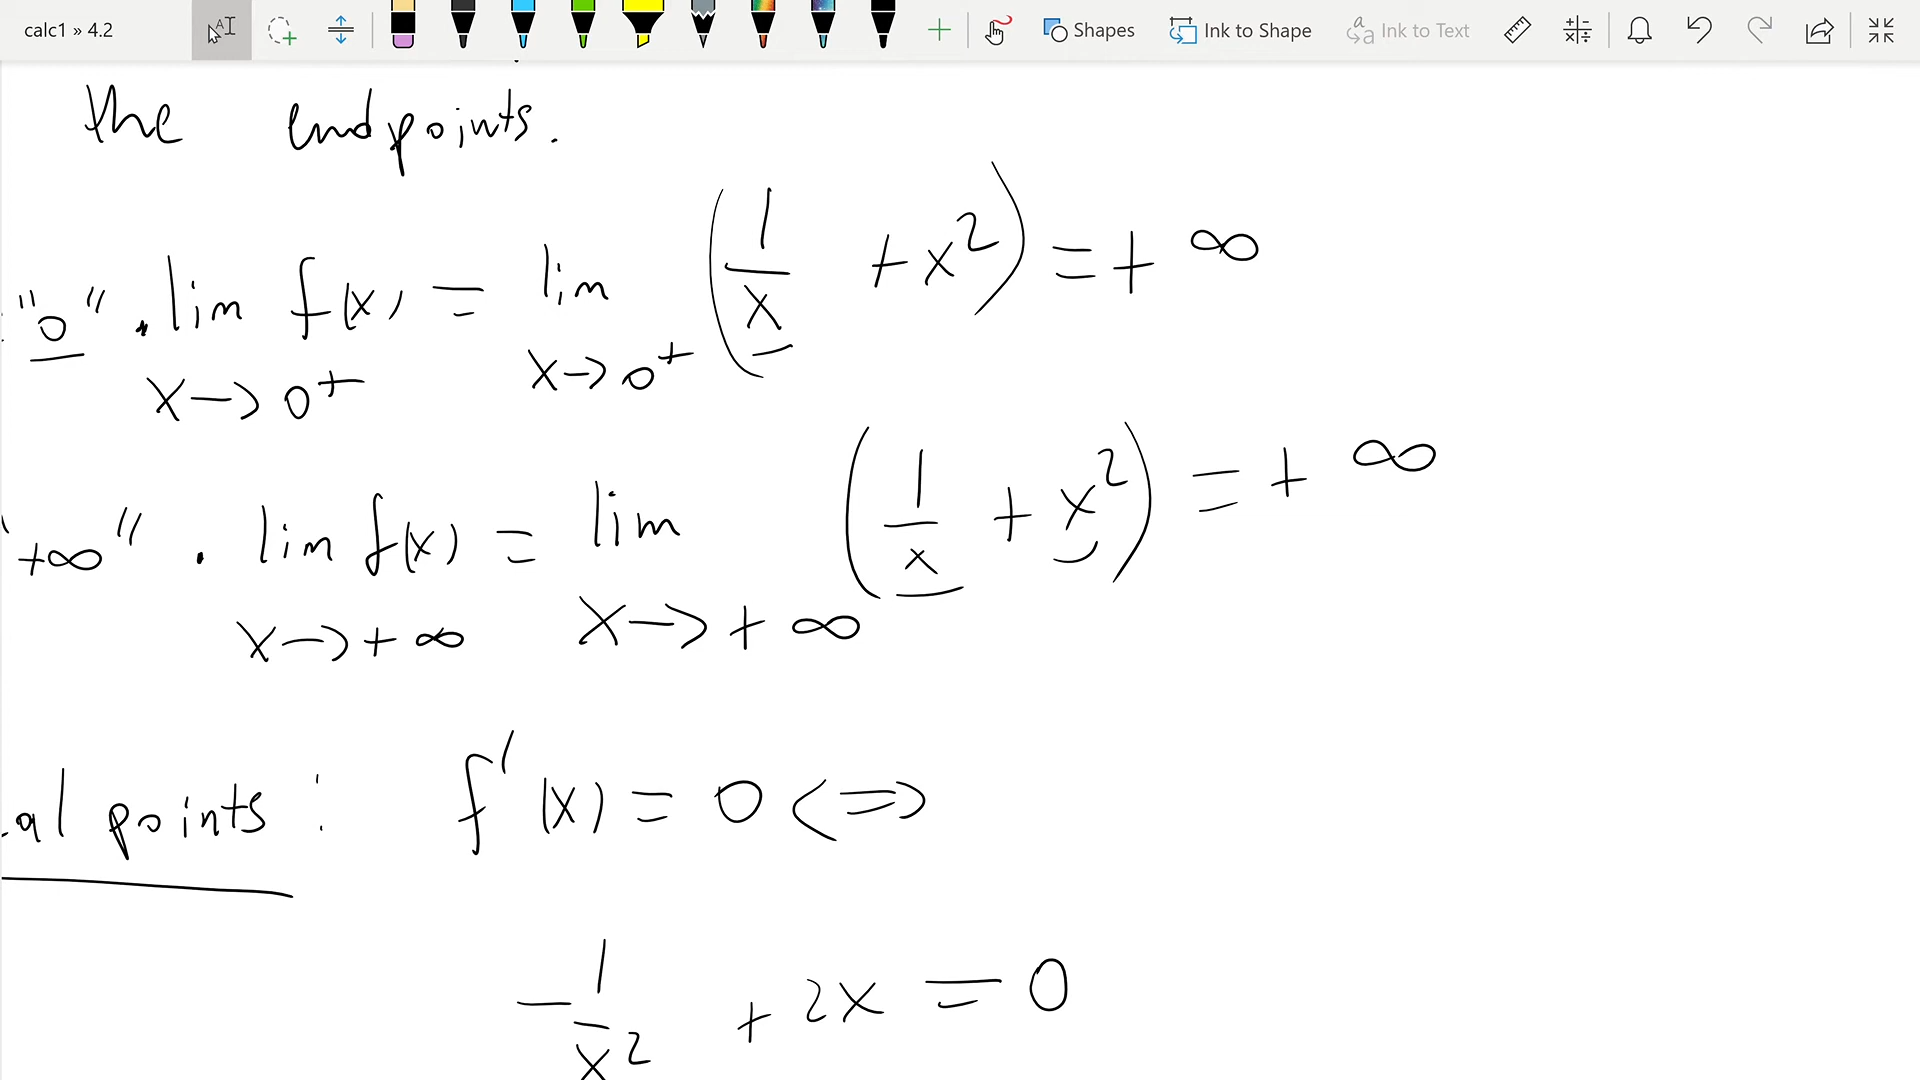 calc1 » 4.2 Shapes Ink to Shape Ink to Text
the endpoints.
"0" . lim f(x) = lim (1/x + x²) = + ∞
x → 0⁺ x → 0⁺
"+∞" . lim f(x) = lim (1/x + x²) = + ∞
x → + ∞ x → + ∞
al points : f'(x) = 0 <=>
-1/x² + 2x = 0